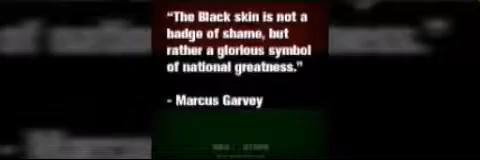 “The Black skin is not a
badge of shame, but
rather a glorious symbol
of national greatness.”
- Marcus Garvey